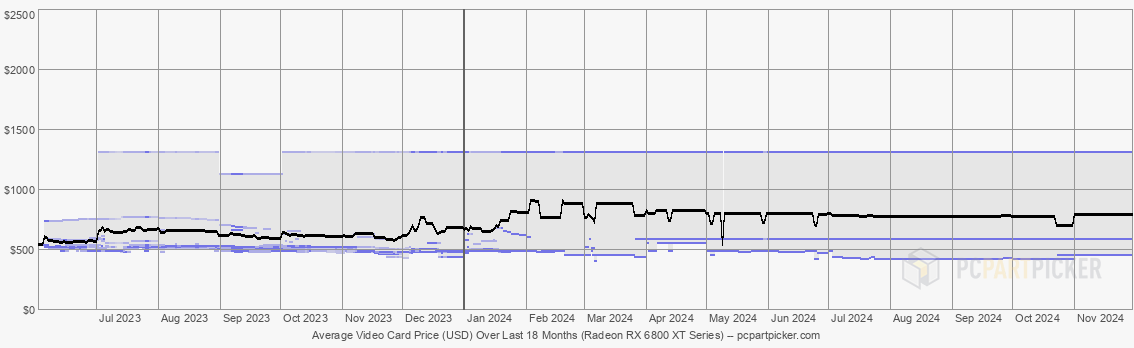 $2500
$2000
$1500
$1000
$500
$0
Jul 2023 Aug 2023 Sep 2023 Oct 2023 Nov 2023 Dec 2023 Jan 2024 Feb 2024 Mar 2024 Apr 2024 May 2024 Jun 2024 Jul 2024 Aug 2024 Sep 2024 Oct 2024 Nov 2024
PCPARTPICKER
Average Video Card Price (USD) Over Last 18 Months (Radeon RX 6800 XT Series) -- pcpartpicker.com